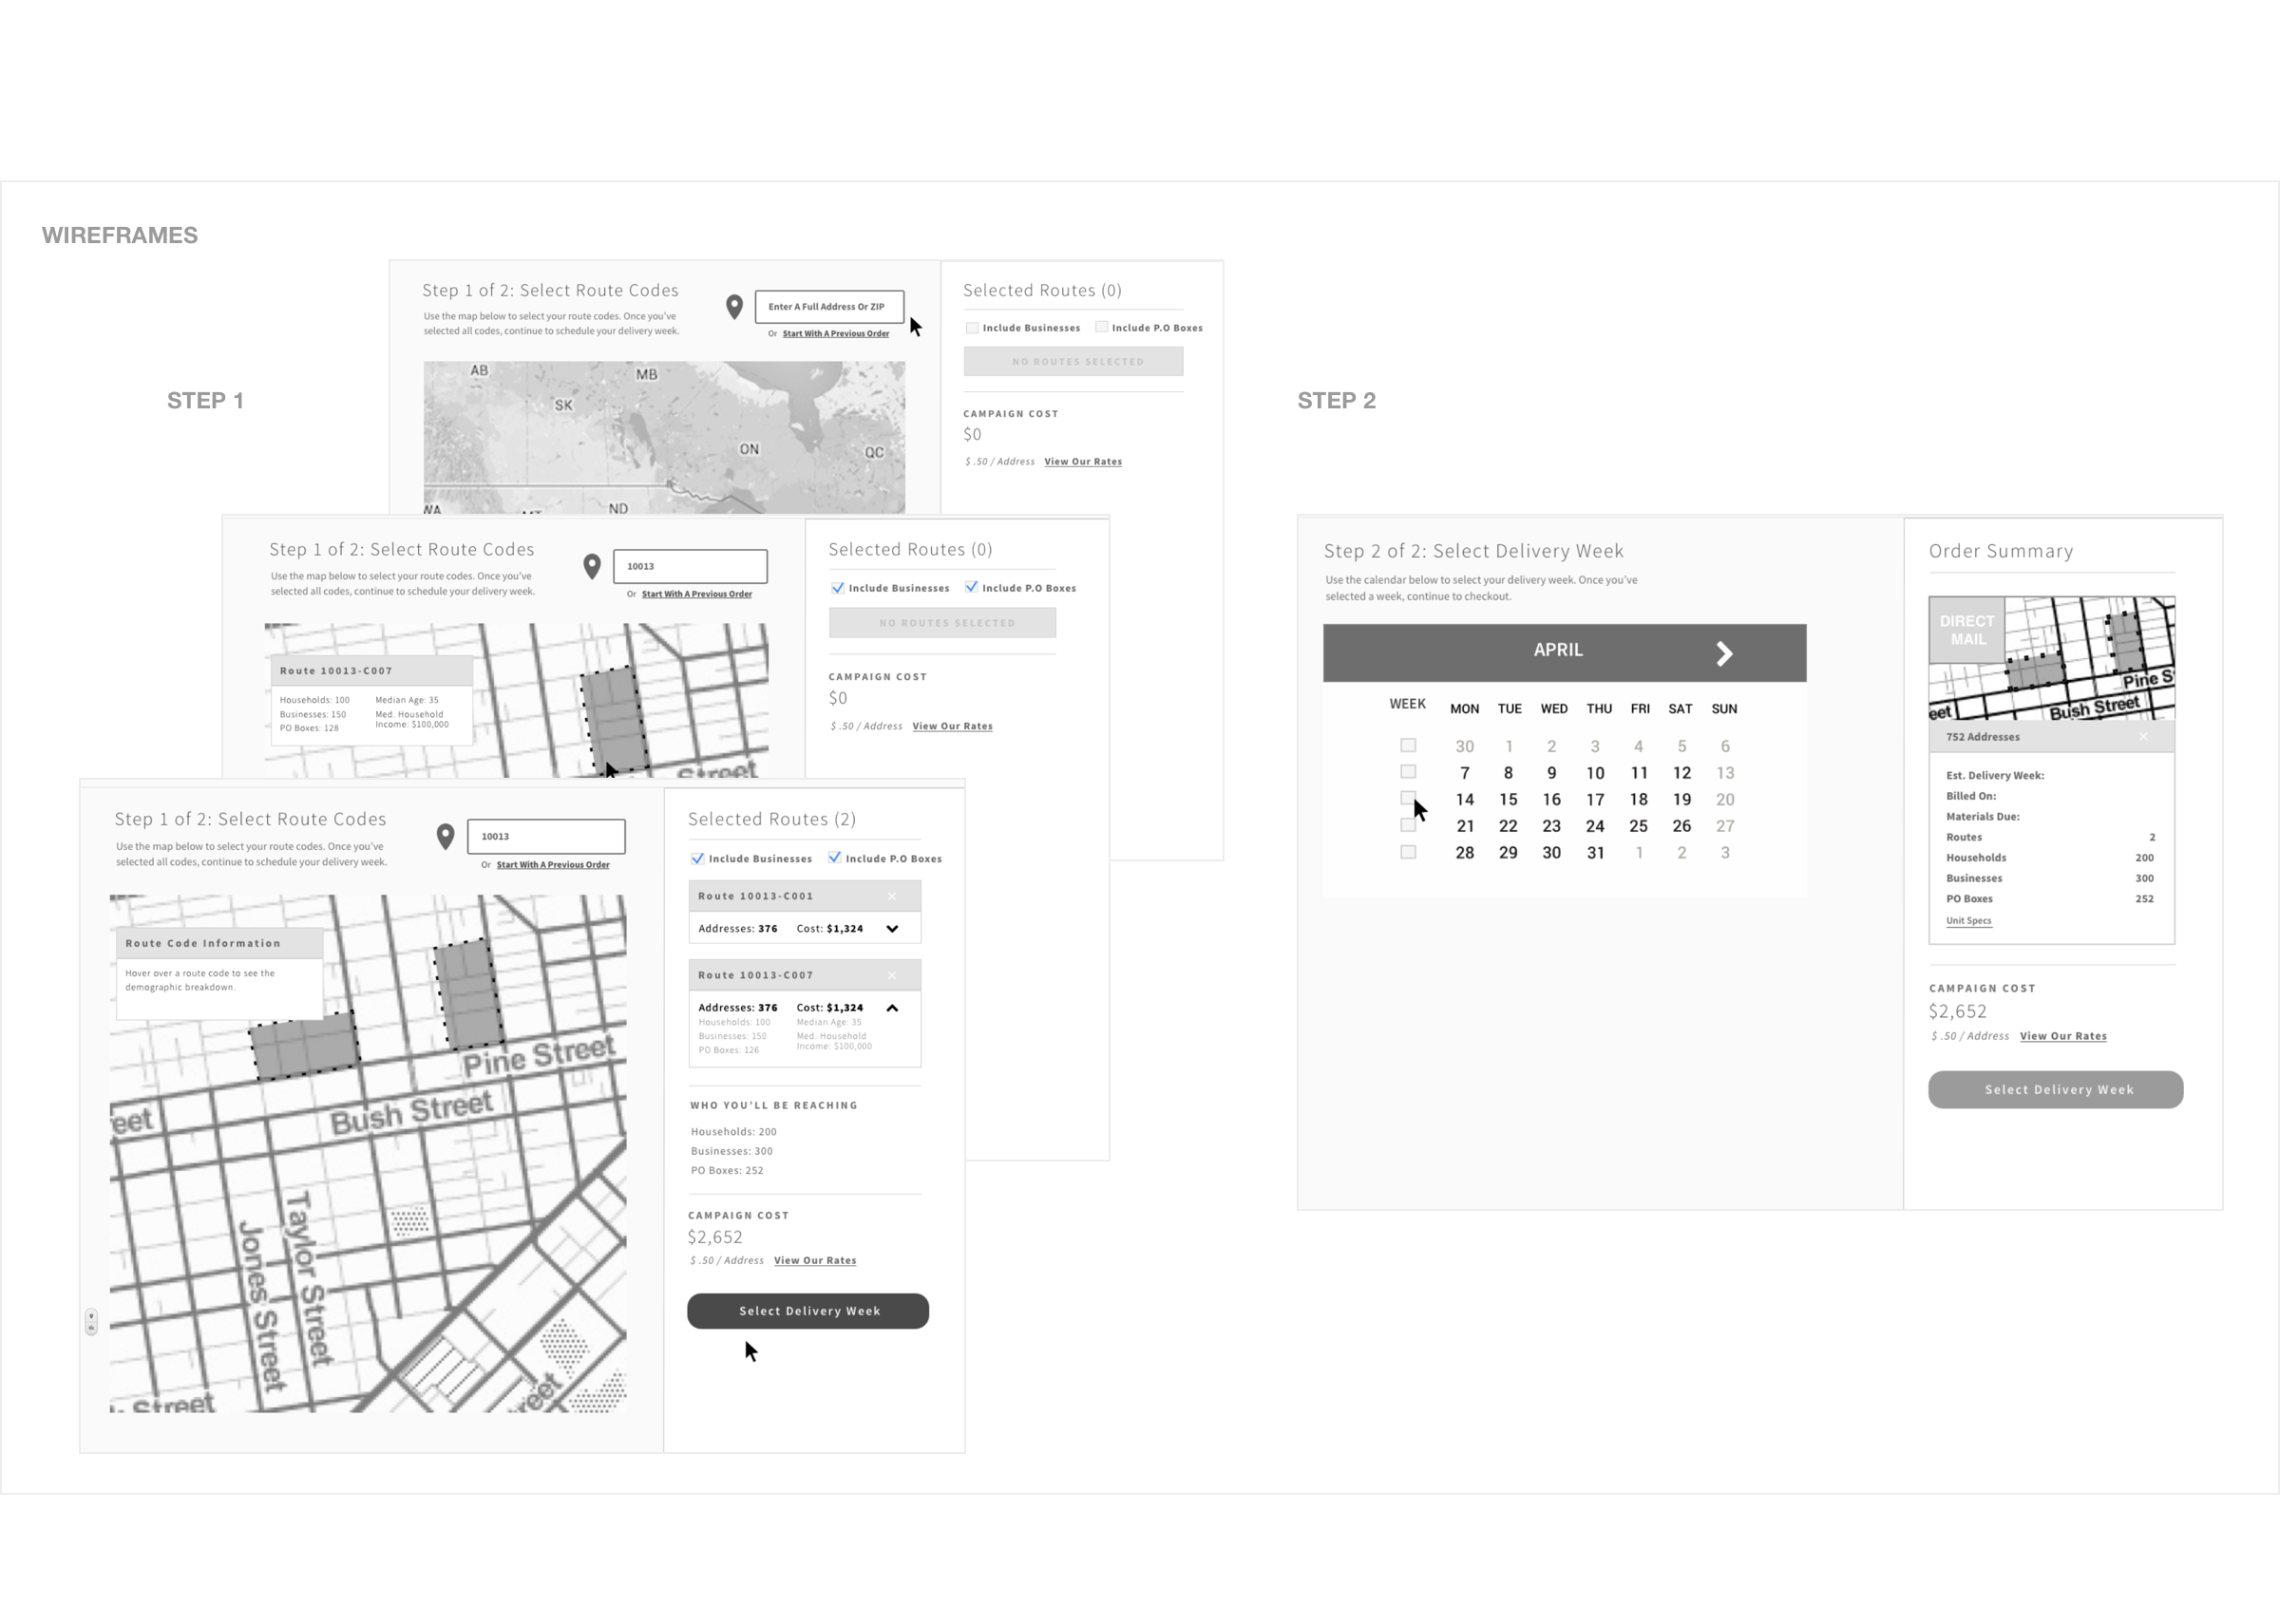 WIREFRAMES
STEP 1
Step 1 of 2: Select Route Codes
Use the map below to select your route codes. Once you've
selected all codes, continue to schedule your delivery week.
Enter A Full Address Or ZIP
Or Start With A Previous Order
AB
MB
SK
ON
QC
WA
MT
ND
Selected Routes (0)
Include Businesses Include P.O Boxes
NO ROUTES SELECTED
CAMPAIGN COST
$0
$ .50 / Address View Our Rates
Step 1 of 2: Select Route Codes
Use the map below to select your route codes. Once you've
selected all codes, continue to schedule your delivery week.
10013
Or Start With A Previous Order
Route 10013-C007
Households: 100 Median Age: 35
Businesses: 150 Med. Household
PO Boxes: 128 Income: $100,000
Street
Selected Routes (0)
Include Businesses Include P.O Boxes
NO ROUTES SELECTED
CAMPAIGN COST
$0
$ .50 / Address View Our Rates
Step 1 of 2: Select Route Codes
Use the map below to select your route codes. Once you've
selected all codes, continue to schedule your delivery week.
10013
Or Start With A Previous Order
Route Code Information
Hover over a route code to see the
demographic breakdown.
Pine Street
Bush Street
eet
Taylor Street
Jones Street
Street
reet
Selected Routes (2)
Include Businesses Include P.O Boxes
Route 10013-C001
Addresses: 376 Cost: $1,324
Route 10013-C007
Addresses: 376 Cost: $1,324
Households: 100 Median Age: 35
Businesses: 150 Med. Household
PO Boxes: 126 Income: $100,000
WHO YOU'LL BE REACHING
Households: 200
Businesses: 300
PO Boxes: 252
CAMPAIGN COST
$2,652
$ .50 / Address View Our Rates
Select Delivery Week
STEP 2
Step 2 of 2: Select Delivery Week
Use the calendar below to select your delivery week. Once you've
selected a week, continue to checkout.
APRIL
WEEK MON TUE WED THU FRI SAT SUN
30 1 2 3 4 5 6
7 8 9 10 11 12 13
14 15 16 17 18 19 20
21 22 23 24 25 26 27
28 29 30 31 1 2 3
Order Summary
DIRECT
MAIL
Pine S
Bush Street
eet
752 Addresses
Est. Delivery Week:
Billed On:
Materials Due:
Routes 2
Households 200
Businesses 300
PO Boxes 252
Unit Specs
CAMPAIGN COST
$2,652
$ .50 / Address View Our Rates
Select Delivery Week